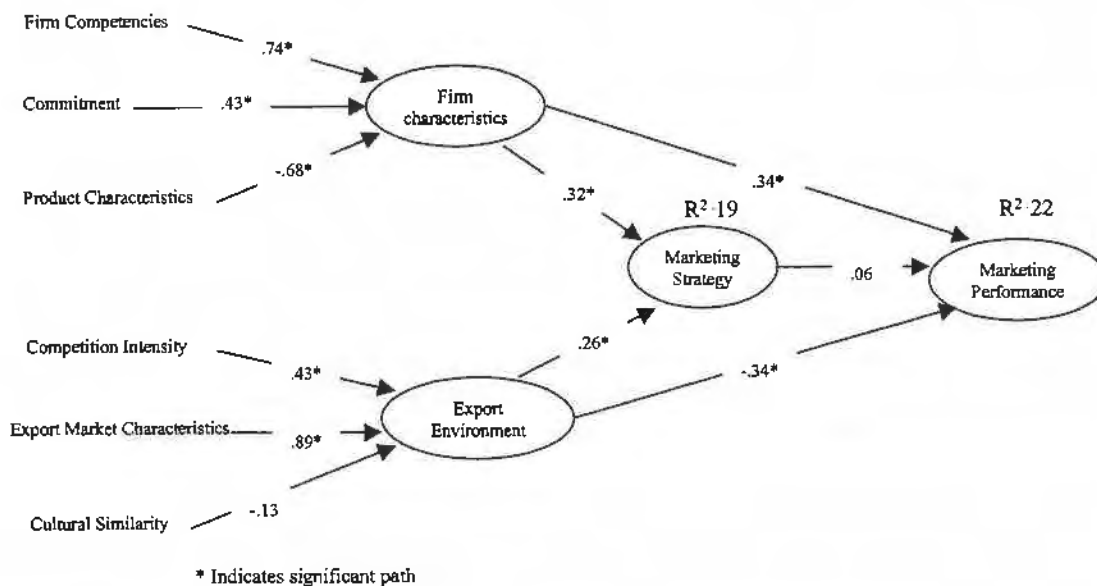 Firm Competencies
.74*
Commitment
.43*
Firm
characteristics
Product Characteristics
-.68*
.32*
.34*
R² .19
R² .22
Marketing
Strategy
.06
Marketing
Performance
Competition Intensity
.43*
.26*
-.34*
Export Market Characteristics
.89*
Export
Environment
Cultural Similarity
-.13
* Indicates significant path